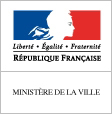 Liberté • Égalité • Fraternité
RÉPUBLIQUE FRANÇAISE
MINISTÈRE DE LA VILLE